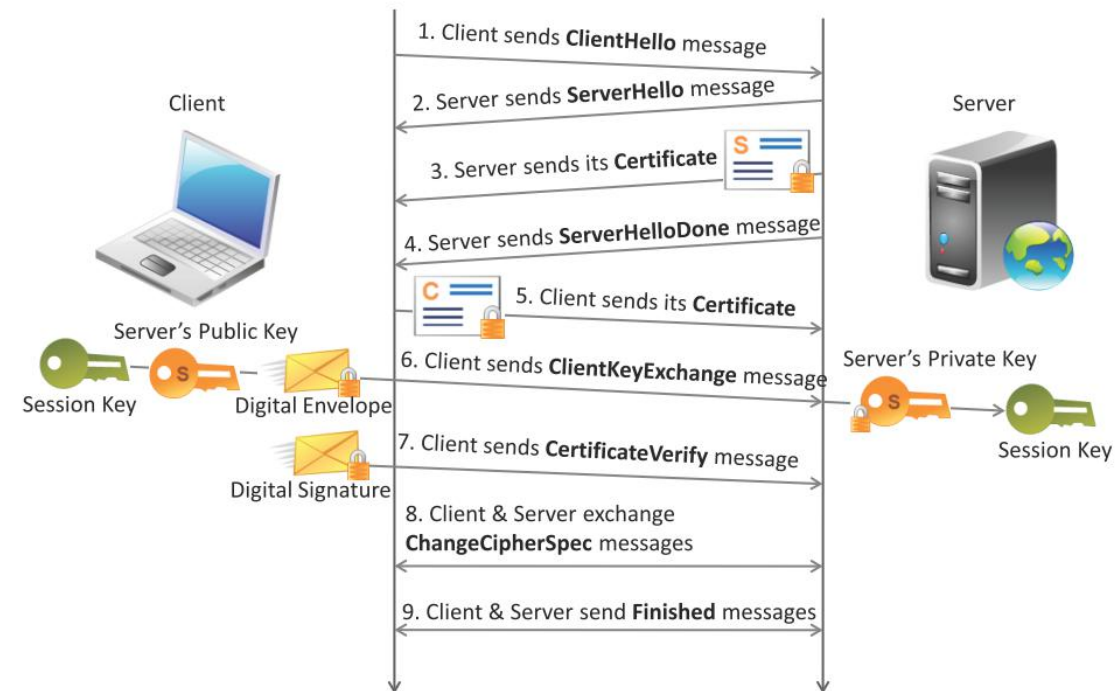 1. Client sends ClientHello message
2. Server sends ServerHello message
Client
Server
S
3. Server sends its Certificate
4. Server sends ServerHelloDone message
C
5. Client sends its Certificate
Server's Public Key
6. Client sends ClientKeyExchange message
Server's Private Key
S
S
Session Key
Digital Envelope
7. Client sends CertificateVerify message
Session Key
Digital Signature
8. Client & Server exchange
ChangeCipherSpec messages
9. Client & Server send Finished messages